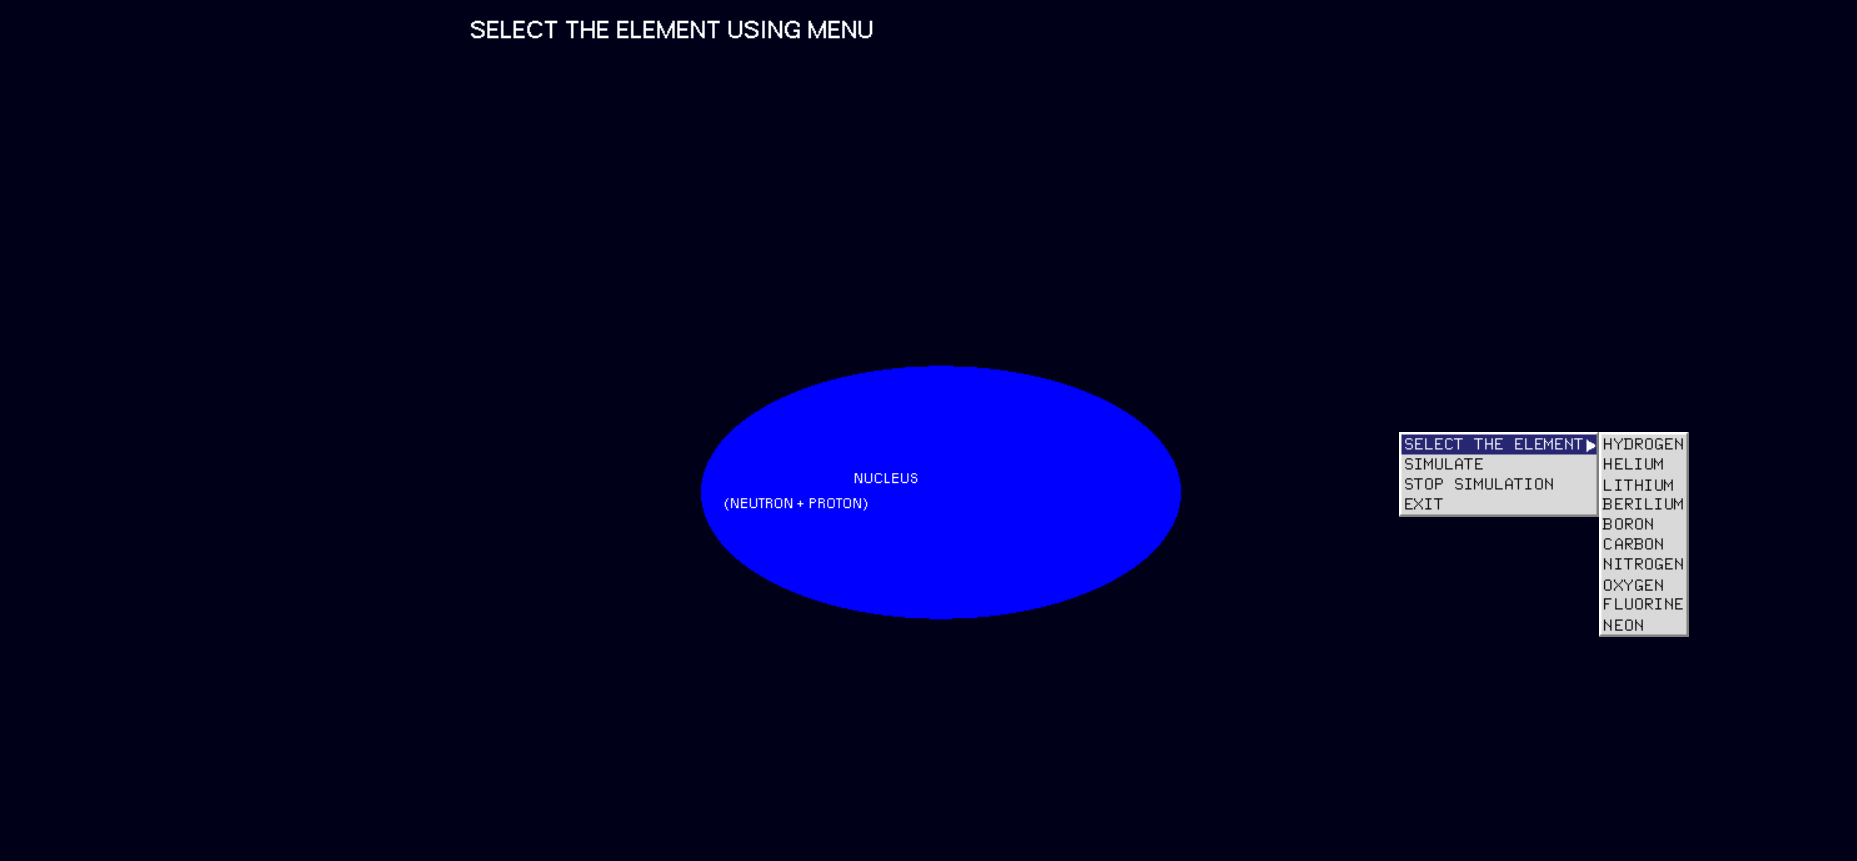 SELECT THE ELEMENT USING MENU
NUCLEUS
(NEUTRON + PROTON)
SELECT THE ELEMENT
SIMULATE
STOP SIMULATION
EXIT
HYDROGEN
HELIUM
LITHIUM
BERILIUM
BORON
CARBON
NITROGEN
OXYGEN
FLUORINE
NEON